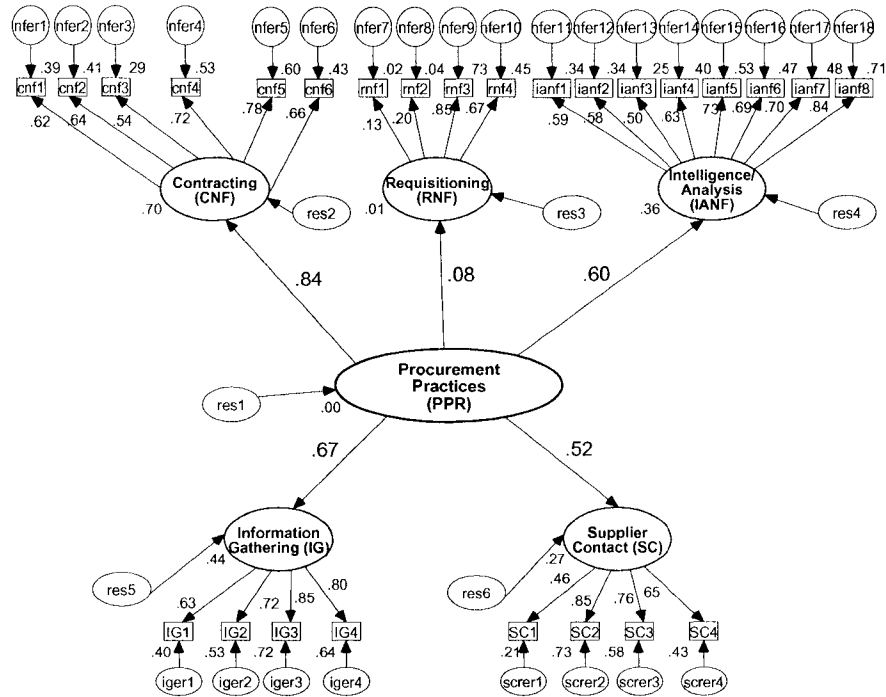 nfer1 nfer2 nfer3 nfer4 nfer5 nfer6 nfer7 nfer8 nfer9 nfer10 nfer11 nfer12 nfer13 nfer14 nfer15 nfer16 nfer17 nfer18
.39 .41 .29 .53 .60 .43 .02 .04 .73 .45 .34 .34 .25 .40 .53 .47 .48 .71
cnf1 cnf2 cnf3 cnf4 cnf5 cnf6 rnf1 rnf2 rnf3 rnf4 ianf1 ianf2 ianf3 ianf4 ianf5 ianf6 ianf7 ianf8
.62 .64 .54 .72 .78 .66 .13 .20 .85 .67 .59 .58 .50 .63 .73 .69 .70 .84
Contracting
(CNF)
.70
res2
Requisitioning
(RNF)
.01
res3
Intelligence/
Analysis
(IANF)
.36
res4
.84 .08 .60
Procurement
Practices
(PPR)
res1
.00
.67 .52
Information
Gathering (IG)
.44
res5
Supplier
Contact (SC)
.27
res6
.63 .72 .85 .80 .46 .85 .76 65
IG1 IG2 IG3 IG4 SC1 SC2 SC3 SC4
.40 .53 .72 .64 .21 .73 .58 .43
iger1 iger2 iger3 iger4 screr1 screr2 screr3 screr4